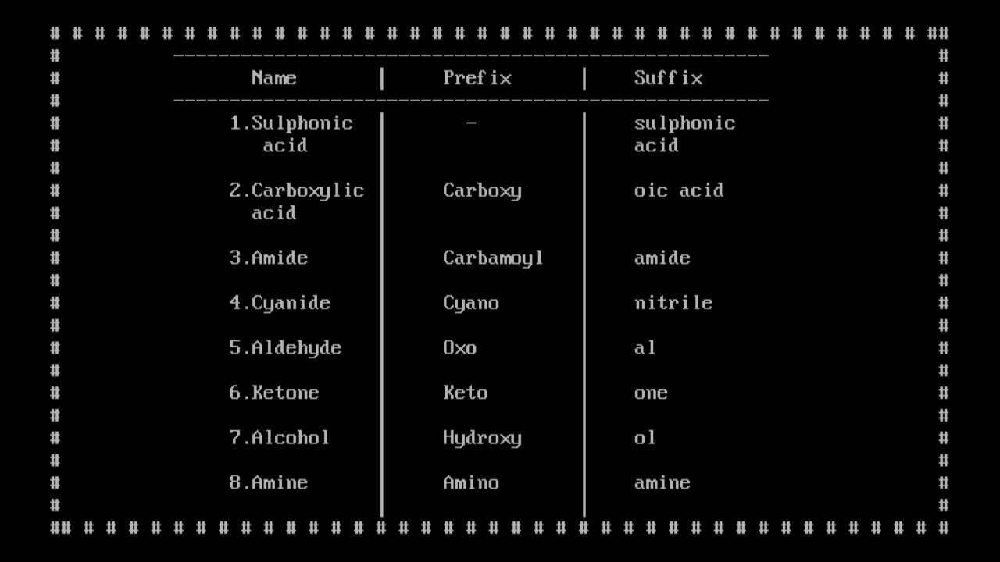 # # # # # # # # # # # # # # # # # # # # # # # # # # # # # # # # # # # # # # # ##
# ----------------------------------------------------- #
# Name | Prefix | Suffix #
# ----------------------------------------------------- #
# 1.Sulphonic | - | sulphonic #
# acid | | acid #
# | | #
# 2.Carboxylic | Carboxy | oic acid #
# acid | | #
# | | #
# 3.Amide | Carbamoyl | amide #
# | | #
# 4.Cyanide | Cyano | nitrile #
# | | #
# 5.Aldehyde | Oxo | al #
# | | #
# 6.Ketone | Keto | one #
# | | #
# 7.Alcohol | Hydroxy | ol #
# | | #
# 8.Amine | Amino | amine #
# | | #
## # # # # # # # # # # # # # # # # # # # # # # # # # # # # # # # # # # # # # # #